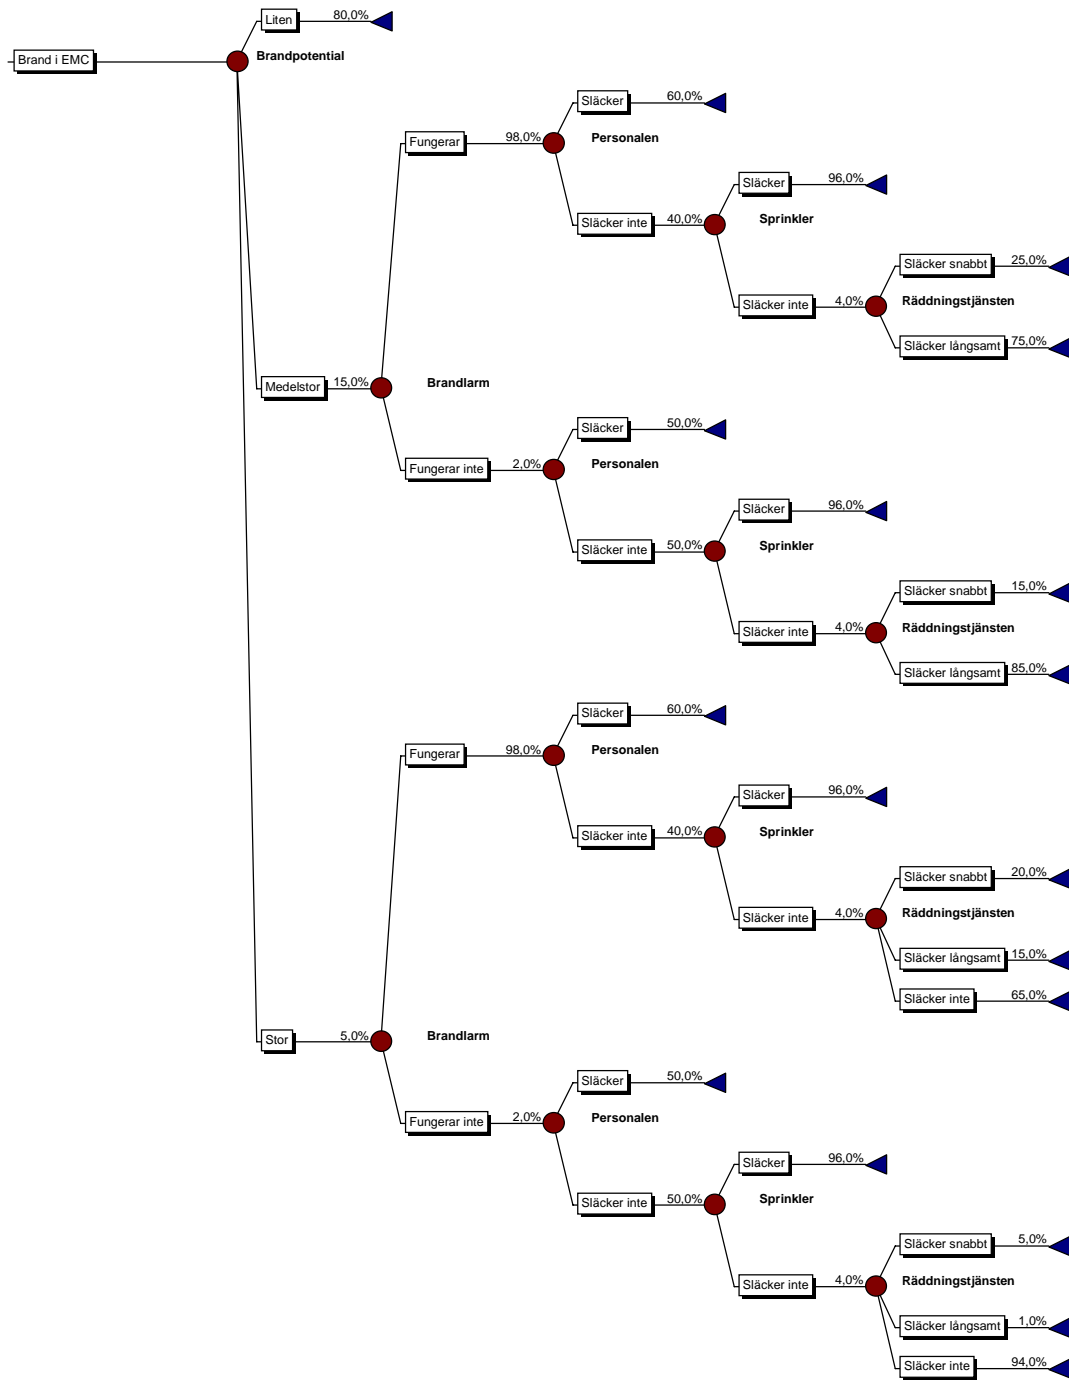 Liten 80,0%
Brand i EMC
Brandpotential
Släcker 60,0%
Fungerar 98,0%
Personalen
Släcker 96,0%
Släcker inte 40,0%
Sprinkler
Släcker snabbt 25,0%
Släcker inte 4,0%
Räddningstjänsten
Släcker långsamt 75,0%
Medelstor 15,0%
Brandlarm
Släcker 50,0%
Fungerar inte 2,0%
Personalen
Släcker 96,0%
Släcker inte 50,0%
Sprinkler
Släcker snabbt 15,0%
Släcker inte 4,0%
Räddningstjänsten
Släcker långsamt 85,0%
Släcker 60,0%
Fungerar 98,0%
Personalen
Släcker 96,0%
Släcker inte 40,0%
Sprinkler
Släcker snabbt 20,0%
Släcker inte 4,0%
Räddningstjänsten
Släcker långsamt 15,0%
Släcker inte 65,0%
Stor 5,0%
Brandlarm
Släcker 50,0%
Fungerar inte 2,0%
Personalen
Släcker 96,0%
Släcker inte 50,0%
Sprinkler
Släcker snabbt 5,0%
Släcker inte 4,0%
Räddningstjänsten
Släcker långsamt 1,0%
Släcker inte 94,0%